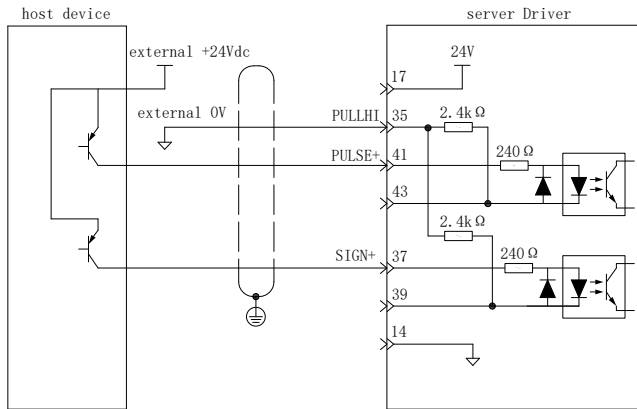 host device
server Driver
external +24Vdc
17
24V
external 0V
PULLHI
35
2.4kΩ
PULSE+
41
240Ω
43
2.4kΩ
SIGN+
37
240Ω
39
14